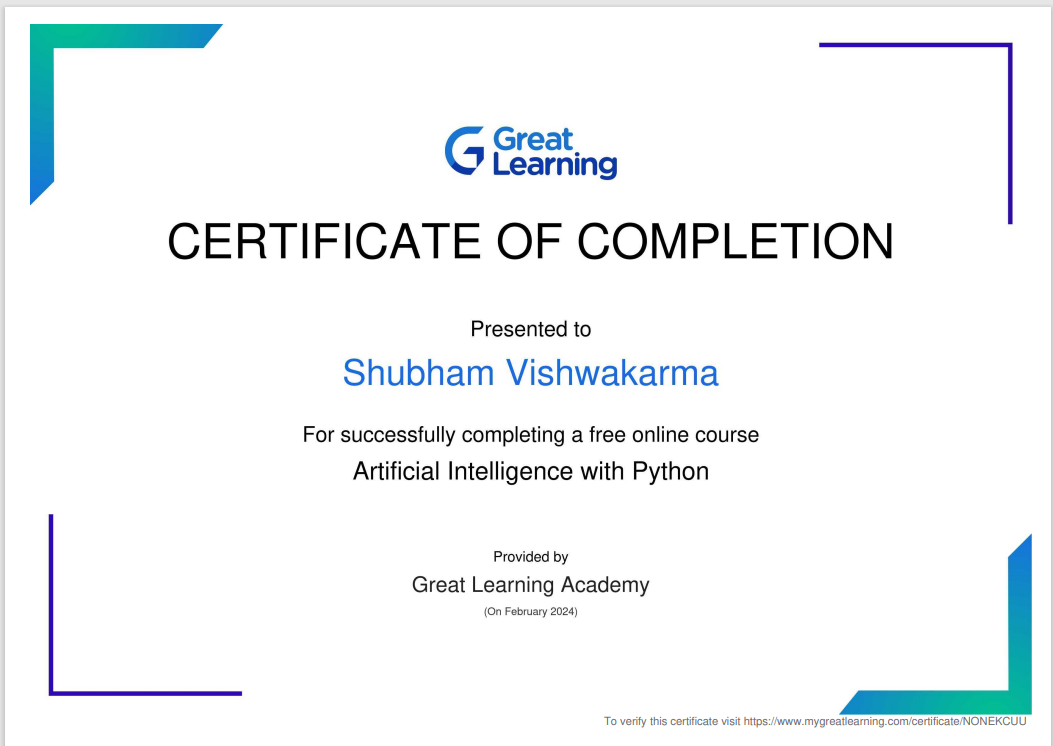 Great
Learning
CERTIFICATE OF COMPLETION
Presented to
Shubham Vishwakarma
For successfully completing a free online course
Artificial Intelligence with Python
Provided by
Great Learning Academy
(On February 2024)
To verify this certificate visit https://www.mygreatlearning.com/certificate/NONEKCUU